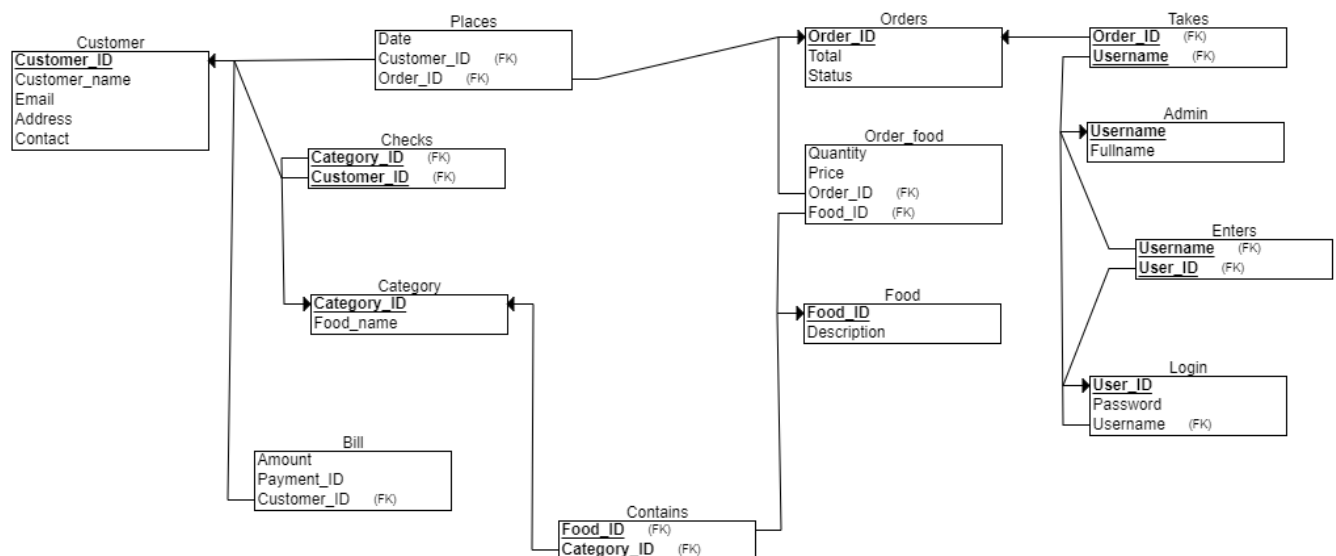 Customer
Customer_ID
Customer_name
Email
Address
Contact
Places
Date
Customer_ID (FK)
Order_ID (FK)
Orders
Order_ID
Total
Status
Takes
Order_ID (FK)
Username (FK)
Checks
Category_ID (FK)
Customer_ID (FK)
Order_food
Quantity
Price
Order_ID (FK)
Food_ID (FK)
Admin
Username
Fullname
Enters
Username (FK)
User_ID (FK)
Category
Category_ID
Food_name
Food
Food_ID
Description
Login
User_ID
Password
Username (FK)
Bill
Amount
Payment_ID
Customer_ID (FK)
Contains
Food_ID (FK)
Category_ID (FK)